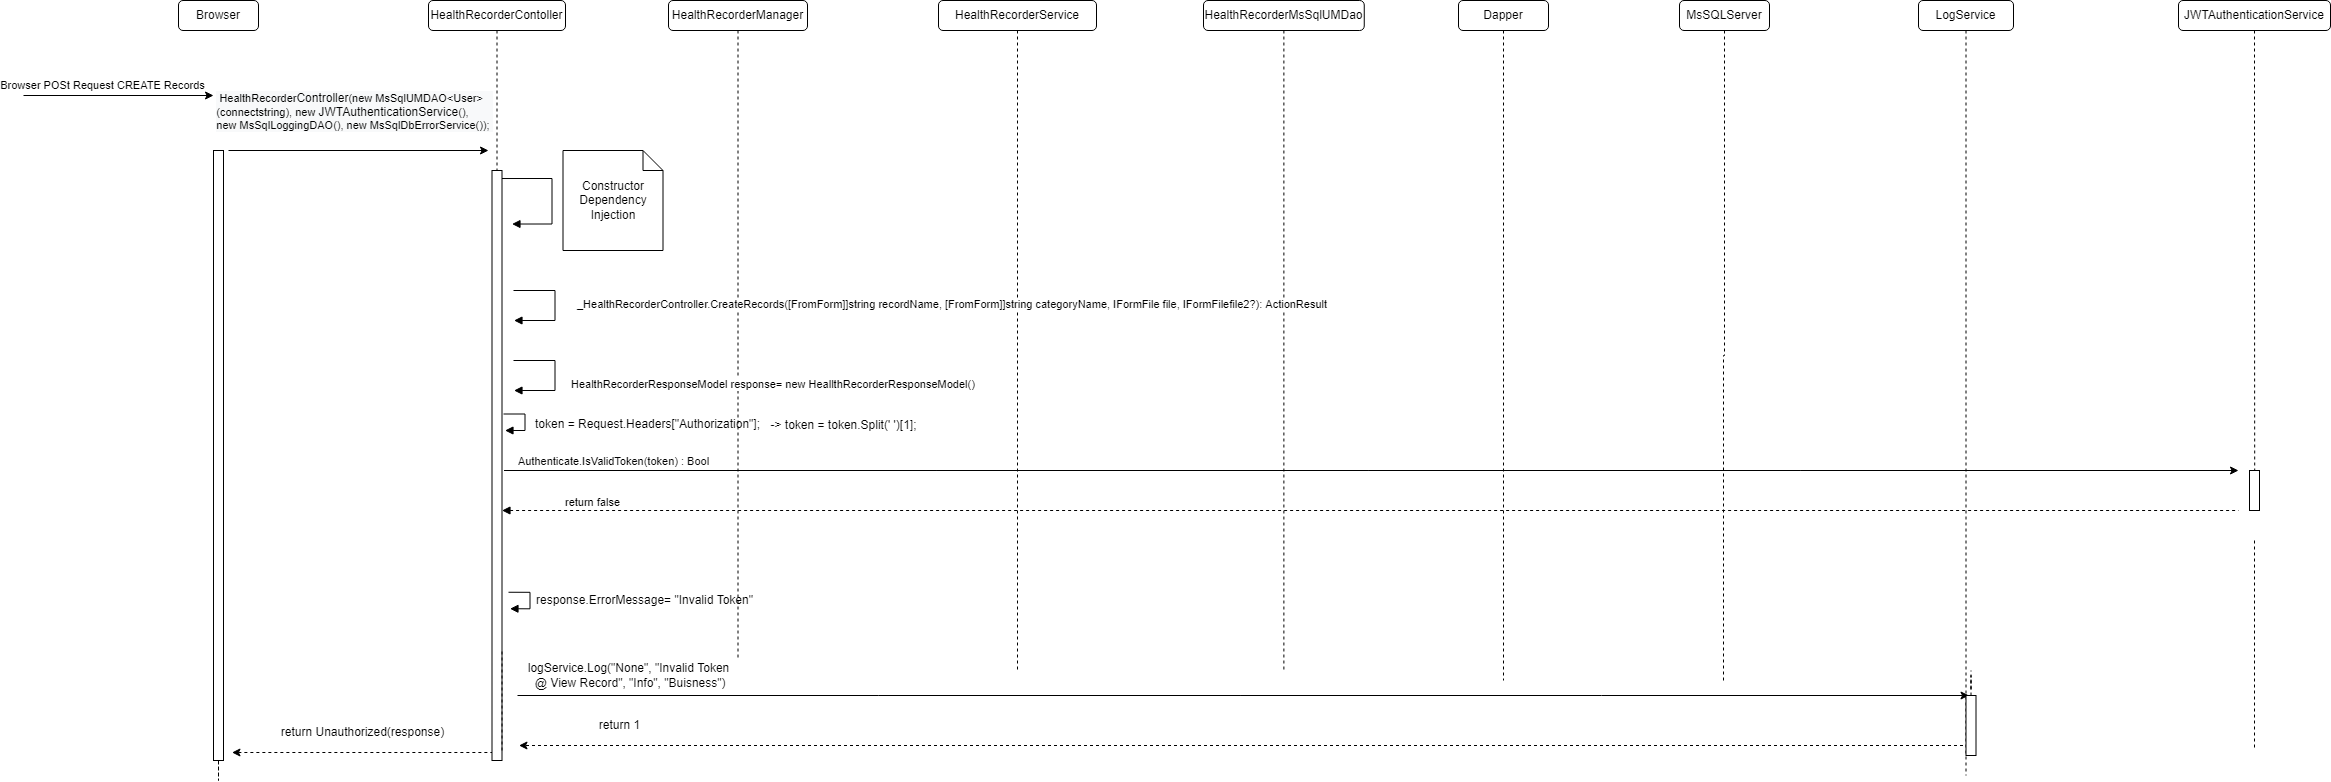 Browser
HealthRecorderContoller
HealthRecorderManager
HealthRecorderService
HealthRecorderMsSqlUMDao
Dapper
MsSQLServer
LogService
JWTAuthenticationService
Browser POSt Request CREATE Records
HealthRecorderController(new MsSqlUMDAO<User>
(connectstring), new JWTAuthenticationService(),
new MsSqlLoggingDAO(), new MsSqlDbErrorService());
Constructor
Dependency
Injection
_HealthRecorderController.CreateRecords([FromForm]]string recordName, [FromForm]]string categoryName, IFormFile file, IFormFilefile2?): ActionResult
HealthRecorderResponseModel response= new HeallthRecorderResponseModel()
token = Request.Headers["Authorization"];   -> token = token.Split(' ')[1];
Authenticate.IsValidToken(token) : Bool
return false
response.ErrorMessage= "Invalid Token"
logService.Log("None", "Invalid Token
@ View Record", "Info", "Buisness")
return 1
return Unauthorized(response)